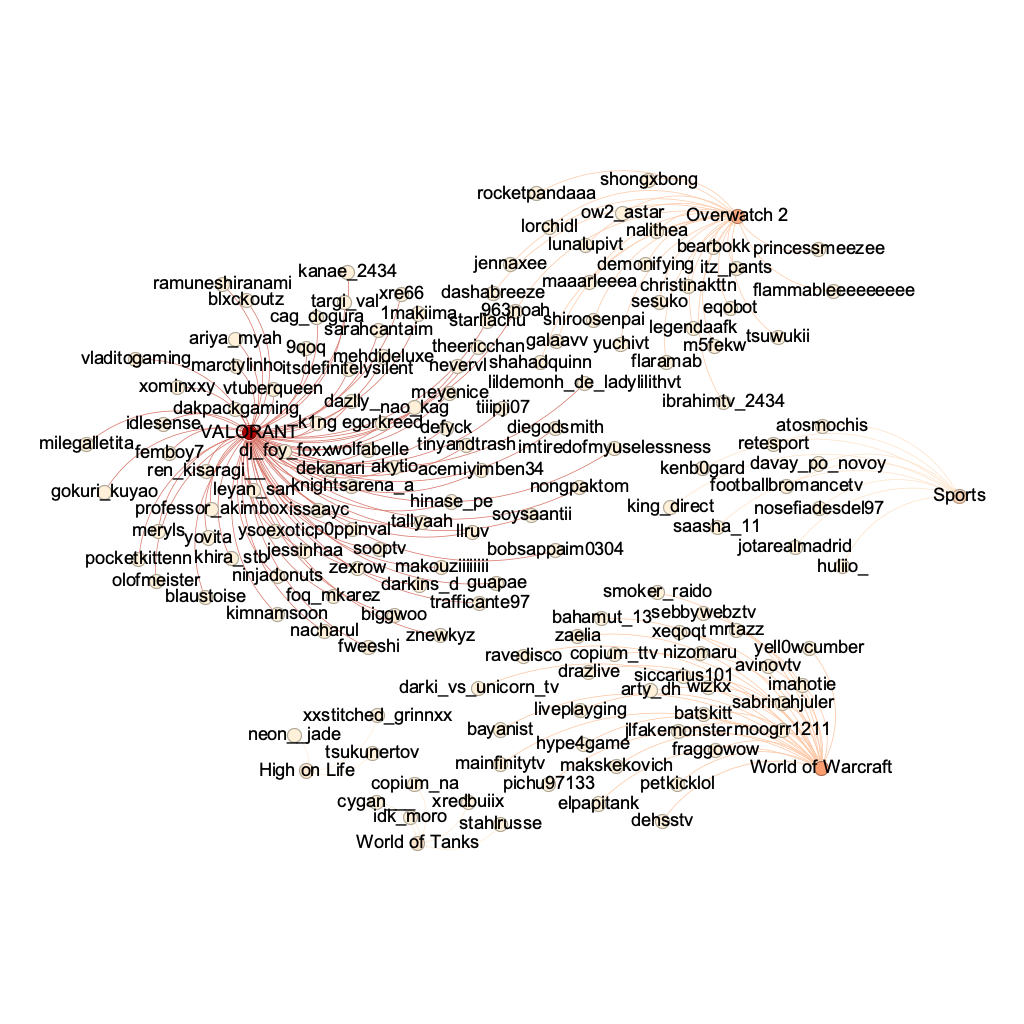 shongxbong
rocketpandaaa
ow2_astar
Overwatch 2
lorchidl
nalithea
lunalupivt
bearbokk
princessmeezee
jennaxee
demonifying
itz_pants
kanae_2434
ramuneshiranami
maaarleeea
christinakttn
flammableeeeeeeee
dashabreeze
xre66
blxckoutz
targi_val
sesuko
eqobot
963noah
1makiima
cag_dogura
starliachu
shiroosenpai
sarahcantaim
legendaafk
ariya_myah
tsuwukii
galaavv
yuchivt
m5fekw
9qoq
theericchan
mehdideluxe
vladitogaming
marctylinho
itsdefinitelysilent
nevervl
shahadquinn
flaramab
xominxxy
vtuberqueen
lildemonh_de_ladylilithvt
meyenice
dazlly_
_nao_kag
tiiipji07
ibrahimtv_2434
dakpackgaming
idlesense
k1ng
egorkreed
defyck
diegodsmith
atosmochis
VALORANT
milegalletita
femboy7
dj_foy_foxx
wolfabelle
tinyandtrash
imtiredofmyuselessness
retesport
ren_kisaragi__
dekanari
akytio
acemiyimben34
kenb0gard
davay_po_novoy
gokuri_kuyao
leyan_san
knightsarena_a
nongpaktom
footballbromancetv
Sports
professor_akimbo
xissaayc
hinase_pe
soysaantii
king_direct
nosefiadesdel97
meryls
yovita
ysoexotic
p0ppinval
tallyaah
llruv
saasha_11
pocketkittenn
khira_stb
jessinhaa
sooptv
bobsappaim0304
jotarealmadrid
olofmeister
ninjadonuts
zexrow
makouziiiiiiii
huliio_
blaustoise
foq_mkarez
darkins_d
guapae
smoker_raido
kimnamsoon
biggwoo
trafficante97
bahamut_13
sebbywebztv
nacharul
znewkyz
zaelia
xeqoqt
mrtazz
fweeshi
ravedisco
copium_ttv
nizomaru
yell0wcumber
drazlive
siccarius101
avinovtv
darki_vs_unicorn_tv
arty_dh
wizkx
imahotie
sabrinahjuler
liveplayging
batskitt
xxstitched_grinnxx
bayanist
jlfakemonster
moogrr1211
neon__jade
hype4game
fraggowow
tsukunertov
mainfinitytv
makskekovich
World of Warcraft
High on Life
copium_na
pichu97133
petkicklol
cygan___
xredbuiix
elpapitank
idk_moro
stahlrusse
dehsstv
World of Tanks